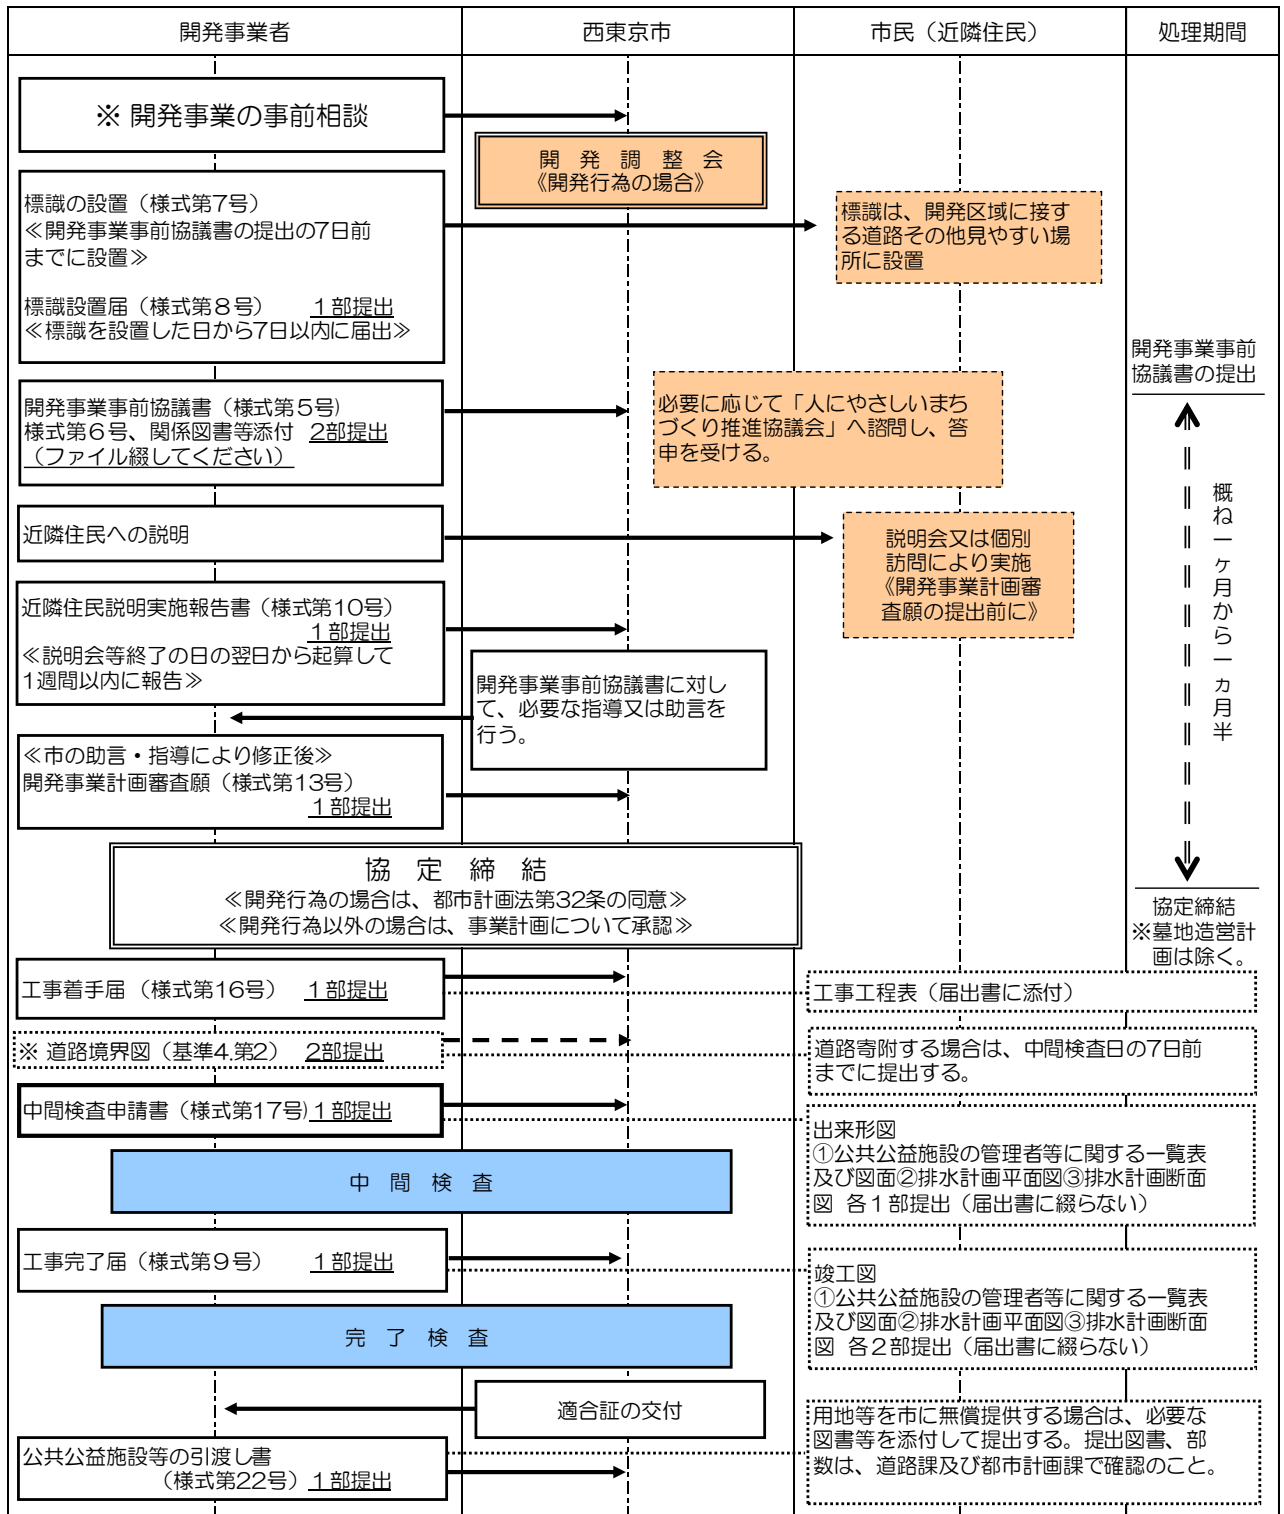 開発事業者
西東京市
市民（近隣住民）
処理期間
※ 開発事業の事前相談
開　発　調　整　会
《開発行為の場合》
標識の設置（様式第7号）
≪開発事業事前協議書の提出の7日前
までに設置≫
標識設置届（様式第８号）　１部提出
≪標識を設置した日から7日以内に届出≫
標識は、開発区域に接す
る道路その他見やすい場
所に設置
開発事業事前
協議書の提出
開発事業事前協議書（様式第５号)
様式第６号、関係図書等添付　2部提出
（ファイル綴してください）
必要に応じて「人にやさしいまち
づくり推進協議会」へ諮問し、答
申を受ける。
概ね一ヶ月から一カ月半
近隣住民への説明
説明会又は個別
訪問により実施
《開発事業計画審
査願の提出前に》
近隣住民説明実施報告書（様式第10号）
１部提出
≪説明会等終了の日の翌日から起算して
1週間以内に報告≫
開発事業事前協議書に対し
て、必要な指導又は助言を
行う。
≪市の助言・指導により修正後≫
開発事業計画審査願（様式第13号）
１部提出
協　定　締　結
≪開発行為の場合は、都市計画法第32条の同意≫
≪開発行為以外の場合は、事業計画について承認≫
協定締結
※墓地造営計
画は除く。
工事着手届（様式第16号）　１部提出
工事工程表（届出書に添付）
※ 道路境界図（基準4.第2）　2部提出
道路寄附する場合は、中間検査日の7日前
までに提出する。
中間検査申請書（様式第17号)１部提出
出来形図
①公共公益施設の管理者等に関する一覧表
及び図面②排水計画平面図③排水計画断面
図 各１部提出（届出書に綴らない）
中　間　検　査
工事完了届（様式第９号）　１部提出
竣工図
①公共公益施設の管理者等に関する一覧表
及び図面②排水計画平面図③排水計画断面
図 各２部提出（届出書に綴らない）
完　了　検　査
適合証の交付
用地等を市に無償提供する場合は、必要な
図書等を添付して提出する。提出図書、部
数は、道路課及び都市計画課で確認のこと。
公共公益施設等の引渡し書
（様式第22号）１部提出